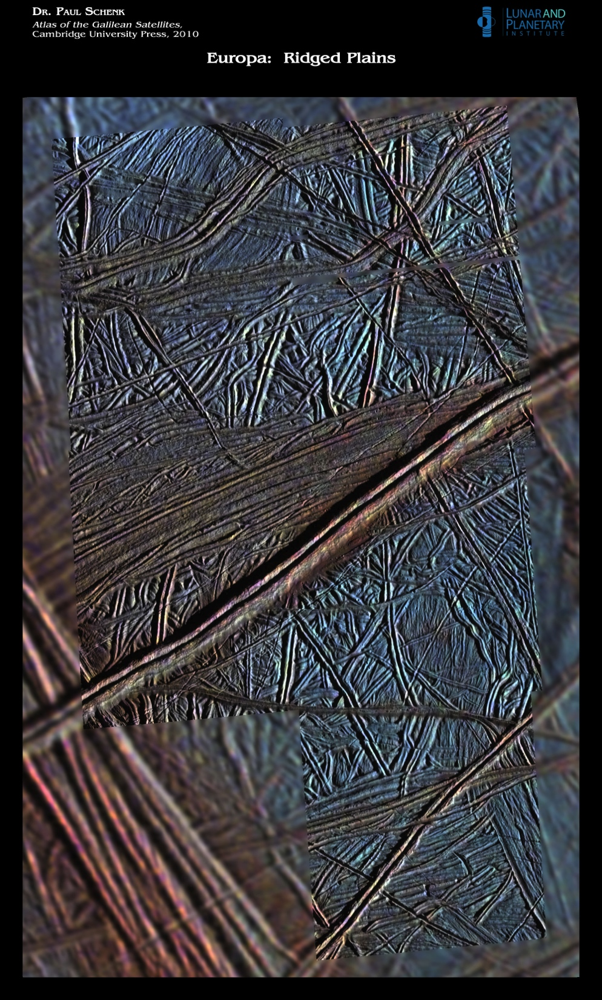 DR. PAUL SCHENK
Atlas of the Galilean Satellites,
Cambridge University Press, 2010
LUNAR AND
PLANETARY
INSTITUTE
Europa: Ridged Plains